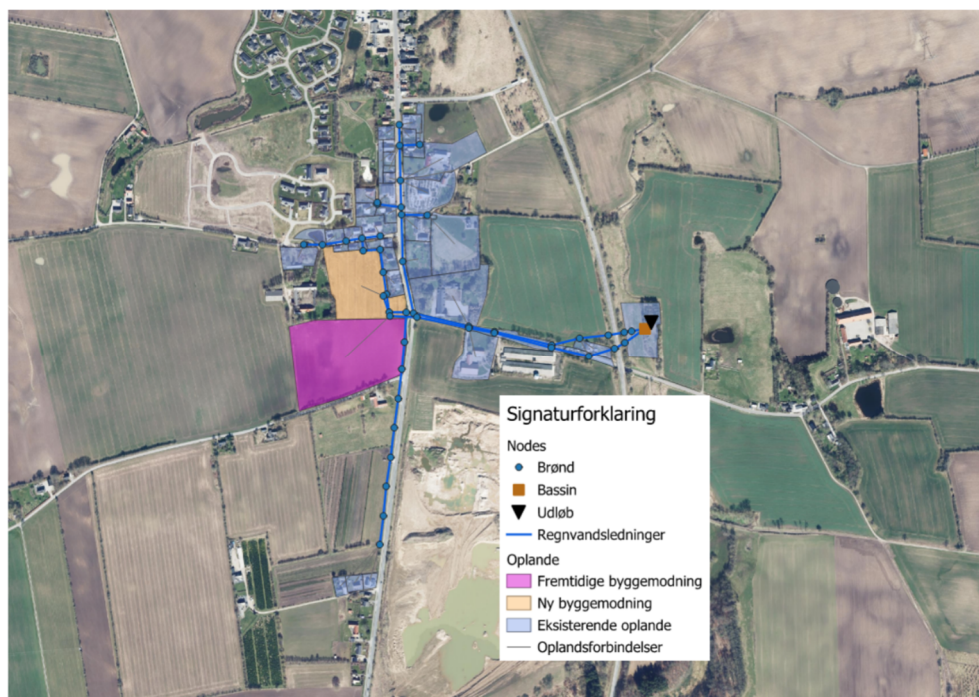 Signaturforklaring
Nodes
Brønd
Bassin
Udløb
Regnvandsledninger
Oplande
Fremtidige byggemodning
Ny byggemodning
Eksisterende oplande
Oplandsforbindelser